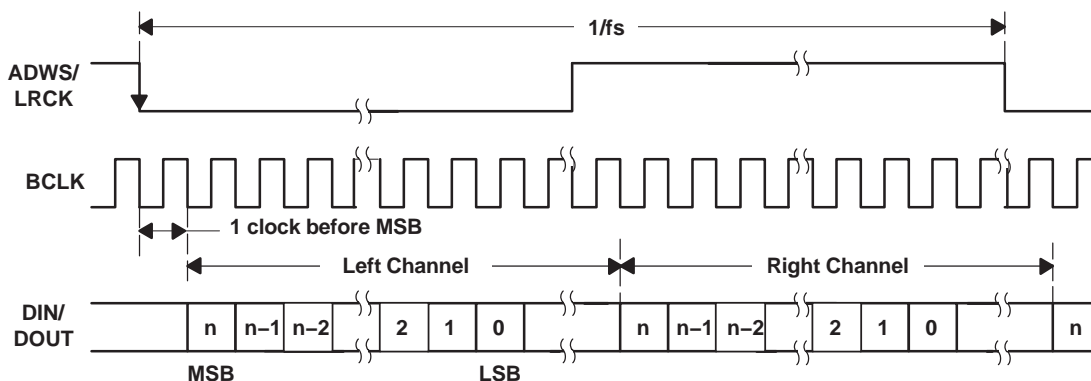 1/fs
ADWS/
LRCK
BCLK
1 clock before MSB
Left Channel
Right Channel
DIN/
DOUT
n n–1 n–2 2 1 0 n n–1 n–2 2 1 0 n
MSB LSB